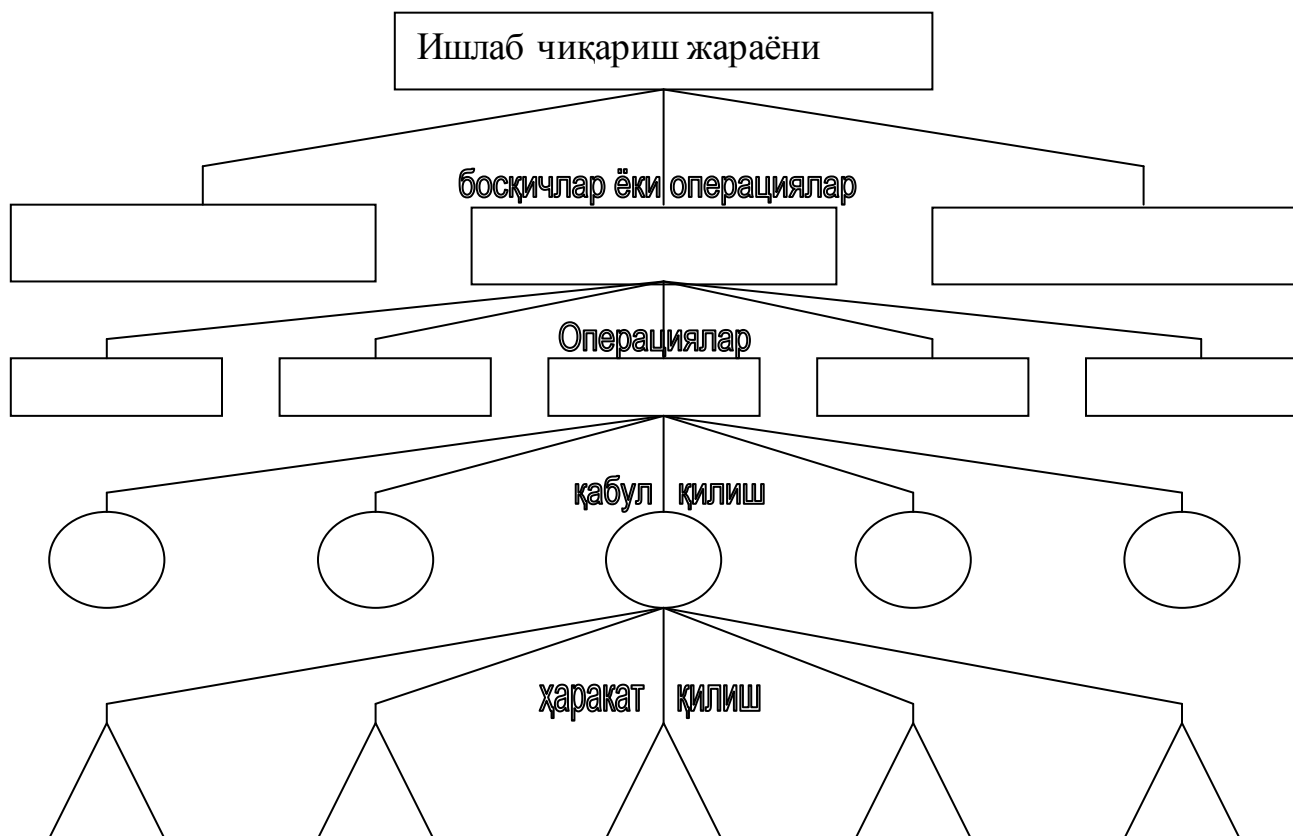 Ишлаб чиқариш жараёни
босқичлар ёки операциялар
Операциялар
қабул қилиш
ҳаракат қилиш